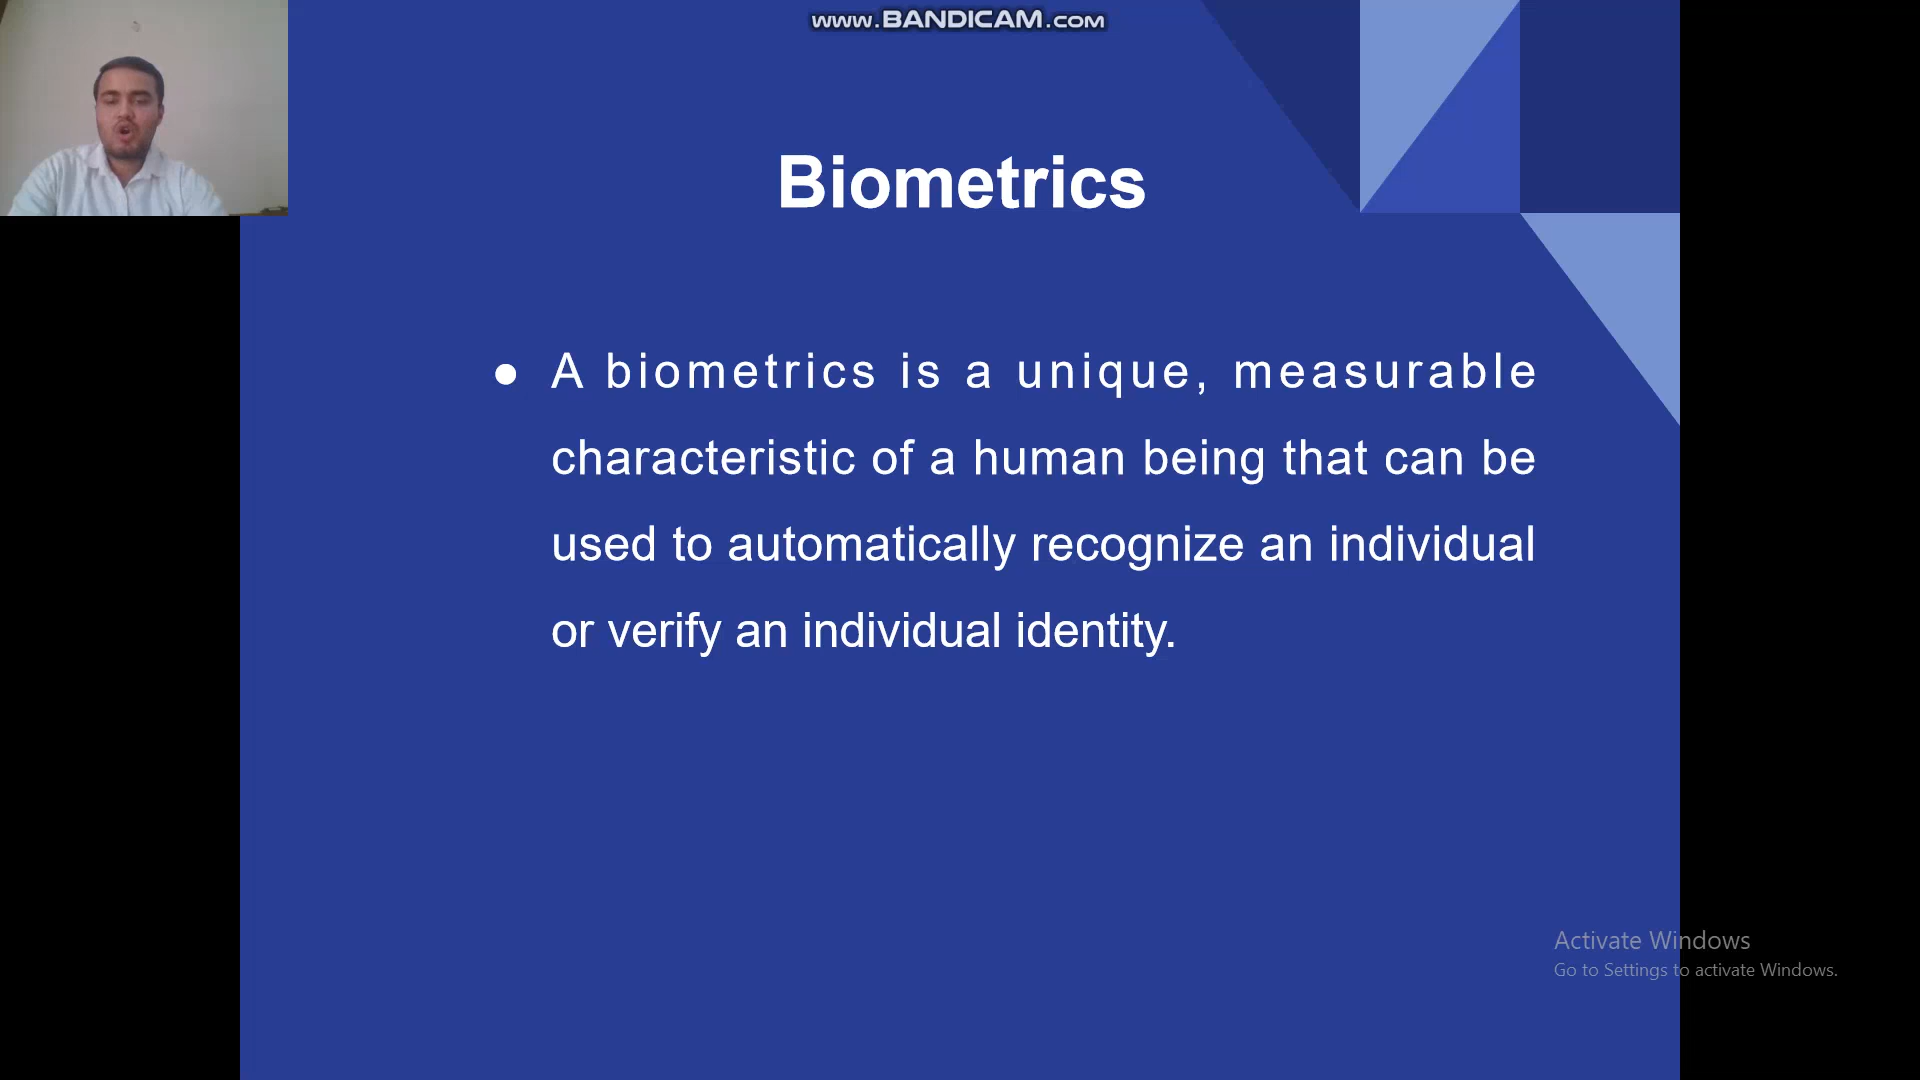 www.BANDICAM.com
Biometrics
● A biometrics is a unique, measurable
characteristic of a human being that can be
used to automatically recognize an individual
or verify an individual identity.
Activate Windows
Go to Settings to activate Windows.